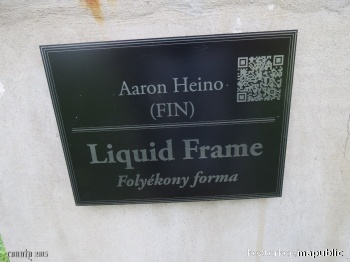 Aaron Heino
(FIN)
Liquid Frame
Folyékony forma